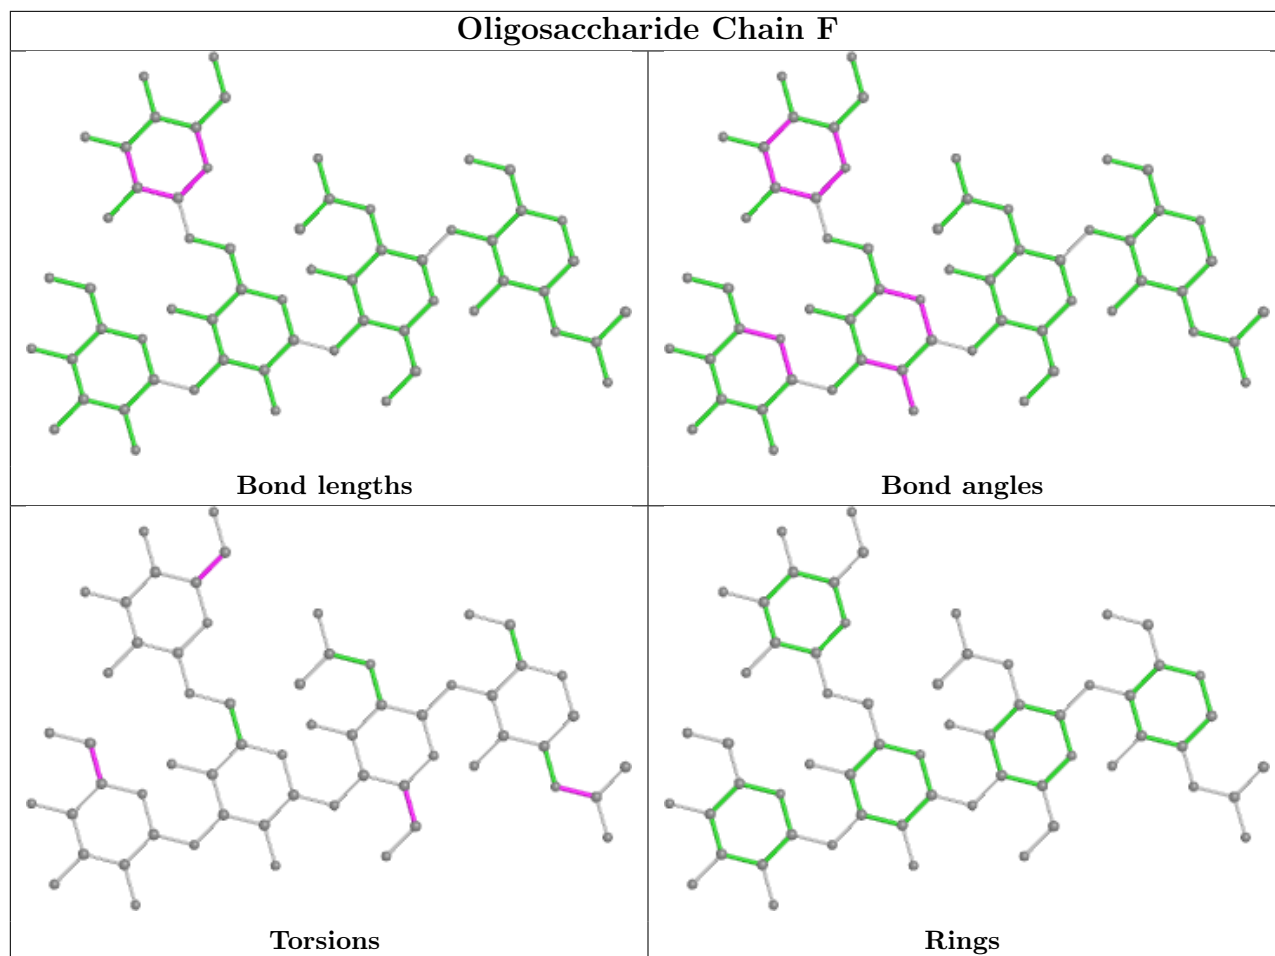 Oligosaccharide Chain F
Bond lengths
Bond angles
Torsions
Rings